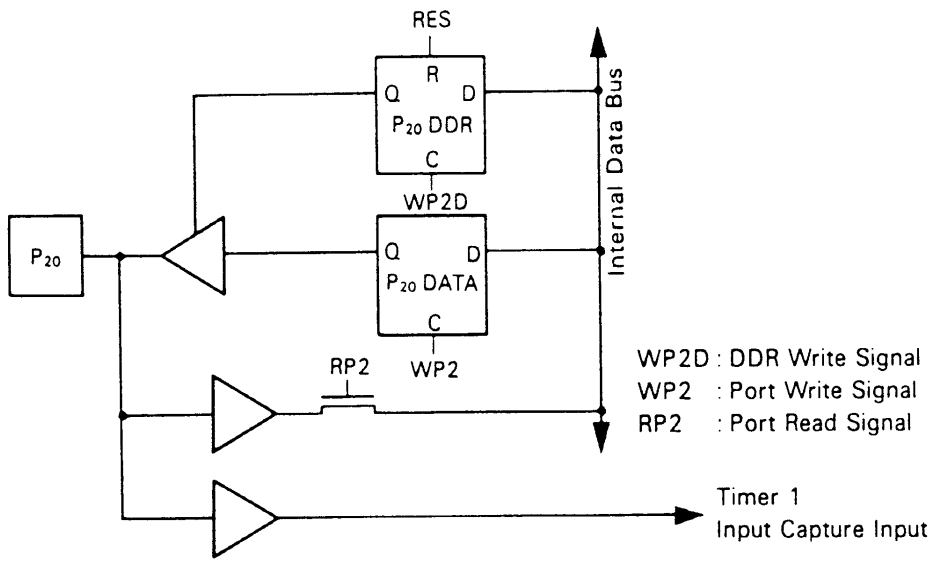 RES
R
Q D
P₂₀ DDR
C
WP2D
Internal Data Bus
P₂₀
Q D
P₂₀ DATA
C
WP2
RP2
WP2D : DDR Write Signal
WP2 : Port Write Signal
RP2 : Port Read Signal
Timer 1
Input Capture Input